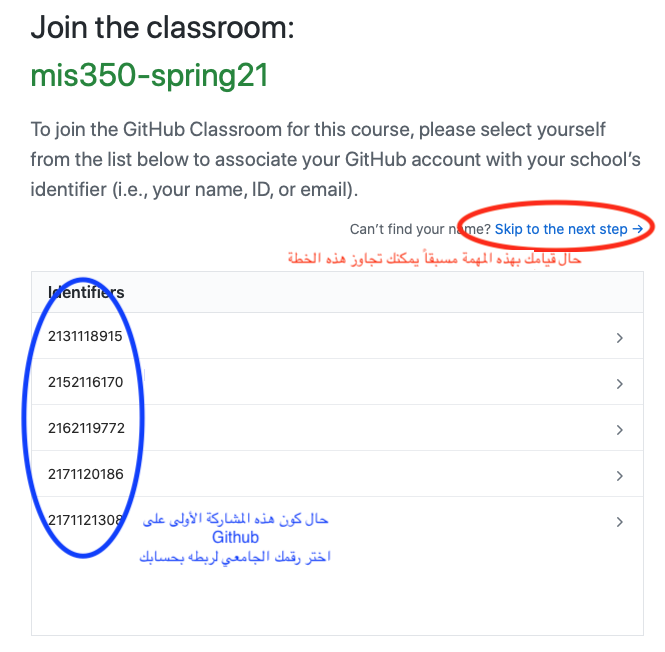 Join the classroom:
mis350-spring21
To join the GitHub Classroom for this course, please select yourself
from the list below to associate your GitHub account with your school's
identifier (i.e., your name, ID, or email).
Can't find your name? Skip to the next step →
حال قيامك بهذه المهمة مسبقاً يمكنك تجاوز هذه الخطة
Identifiers
2131118915
2152116170
2162119772
2171120186
2171121308
حال كون هذه المشاركة الأولى على
Github
اختر رقمك الجامعي لربطه بحسابك